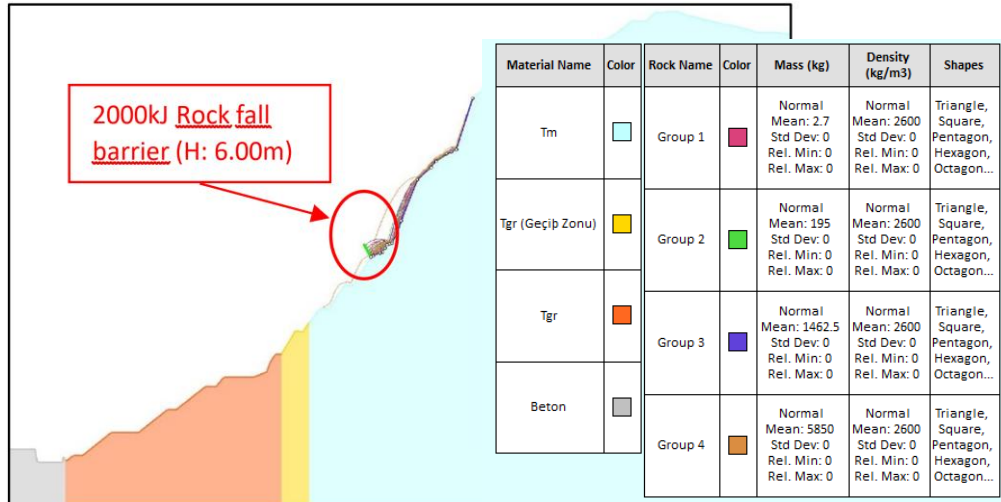 2000kJ Rock fall
barrier (H: 6.00m)
Material Name Color
Tm
Tgr (Geçiþ Zonu)
Tgr
Beton
Rock Name Color Mass (kg) Density
(kg/m3) Shapes
Group 1
Normal
Mean: 2.7
Std Dev: 0
Rel. Min: 0
Rel. Max: 0
Normal
Mean: 2600
Std Dev: 0
Rel. Min: 0
Rel. Max: 0
Triangle,
Square,
Pentagon,
Hexagon,
Octagon...
Group 2
Normal
Mean: 195
Std Dev: 0
Rel. Min: 0
Rel. Max: 0
Normal
Mean: 2600
Std Dev: 0
Rel. Min: 0
Rel. Max: 0
Triangle,
Square,
Pentagon,
Hexagon,
Octagon...
Group 3
Normal
Mean: 1462.5
Std Dev: 0
Rel. Min: 0
Rel. Max: 0
Normal
Mean: 2600
Std Dev: 0
Rel. Min: 0
Rel. Max: 0
Triangle,
Square,
Pentagon,
Hexagon,
Octagon...
Group 4
Normal
Mean: 5850
Std Dev: 0
Rel. Min: 0
Rel. Max: 0
Normal
Mean: 2600
Std Dev: 0
Rel. Min: 0
Rel. Max: 0
Triangle,
Square,
Pentagon,
Hexagon,
Octagon...